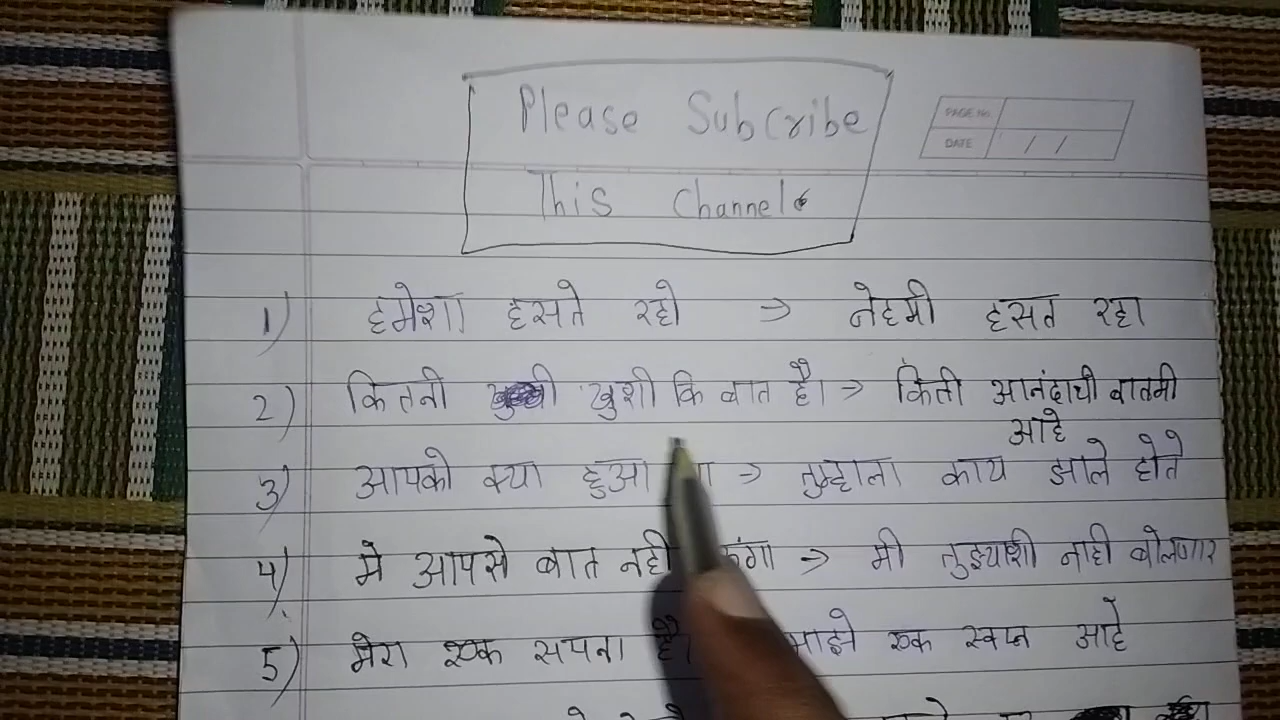 Please Subcribe
This Channel
PAGE No.
DATE / /
1) हमेशा हसते रहो ⇒ नेहमी हसत रहा
2) कितनी खुशी कि बात है। ⇒ किती आनंदाची बातमी
आहे
3) आपको क्या हुआ ⇒ तुम्हाला काय झाले होते
4) मे आपसे बात नही ⇒ मी तुझ्याशी नाही बोलणार
5) मेरा एक सपना है। माझे एक स्वप्न आहे